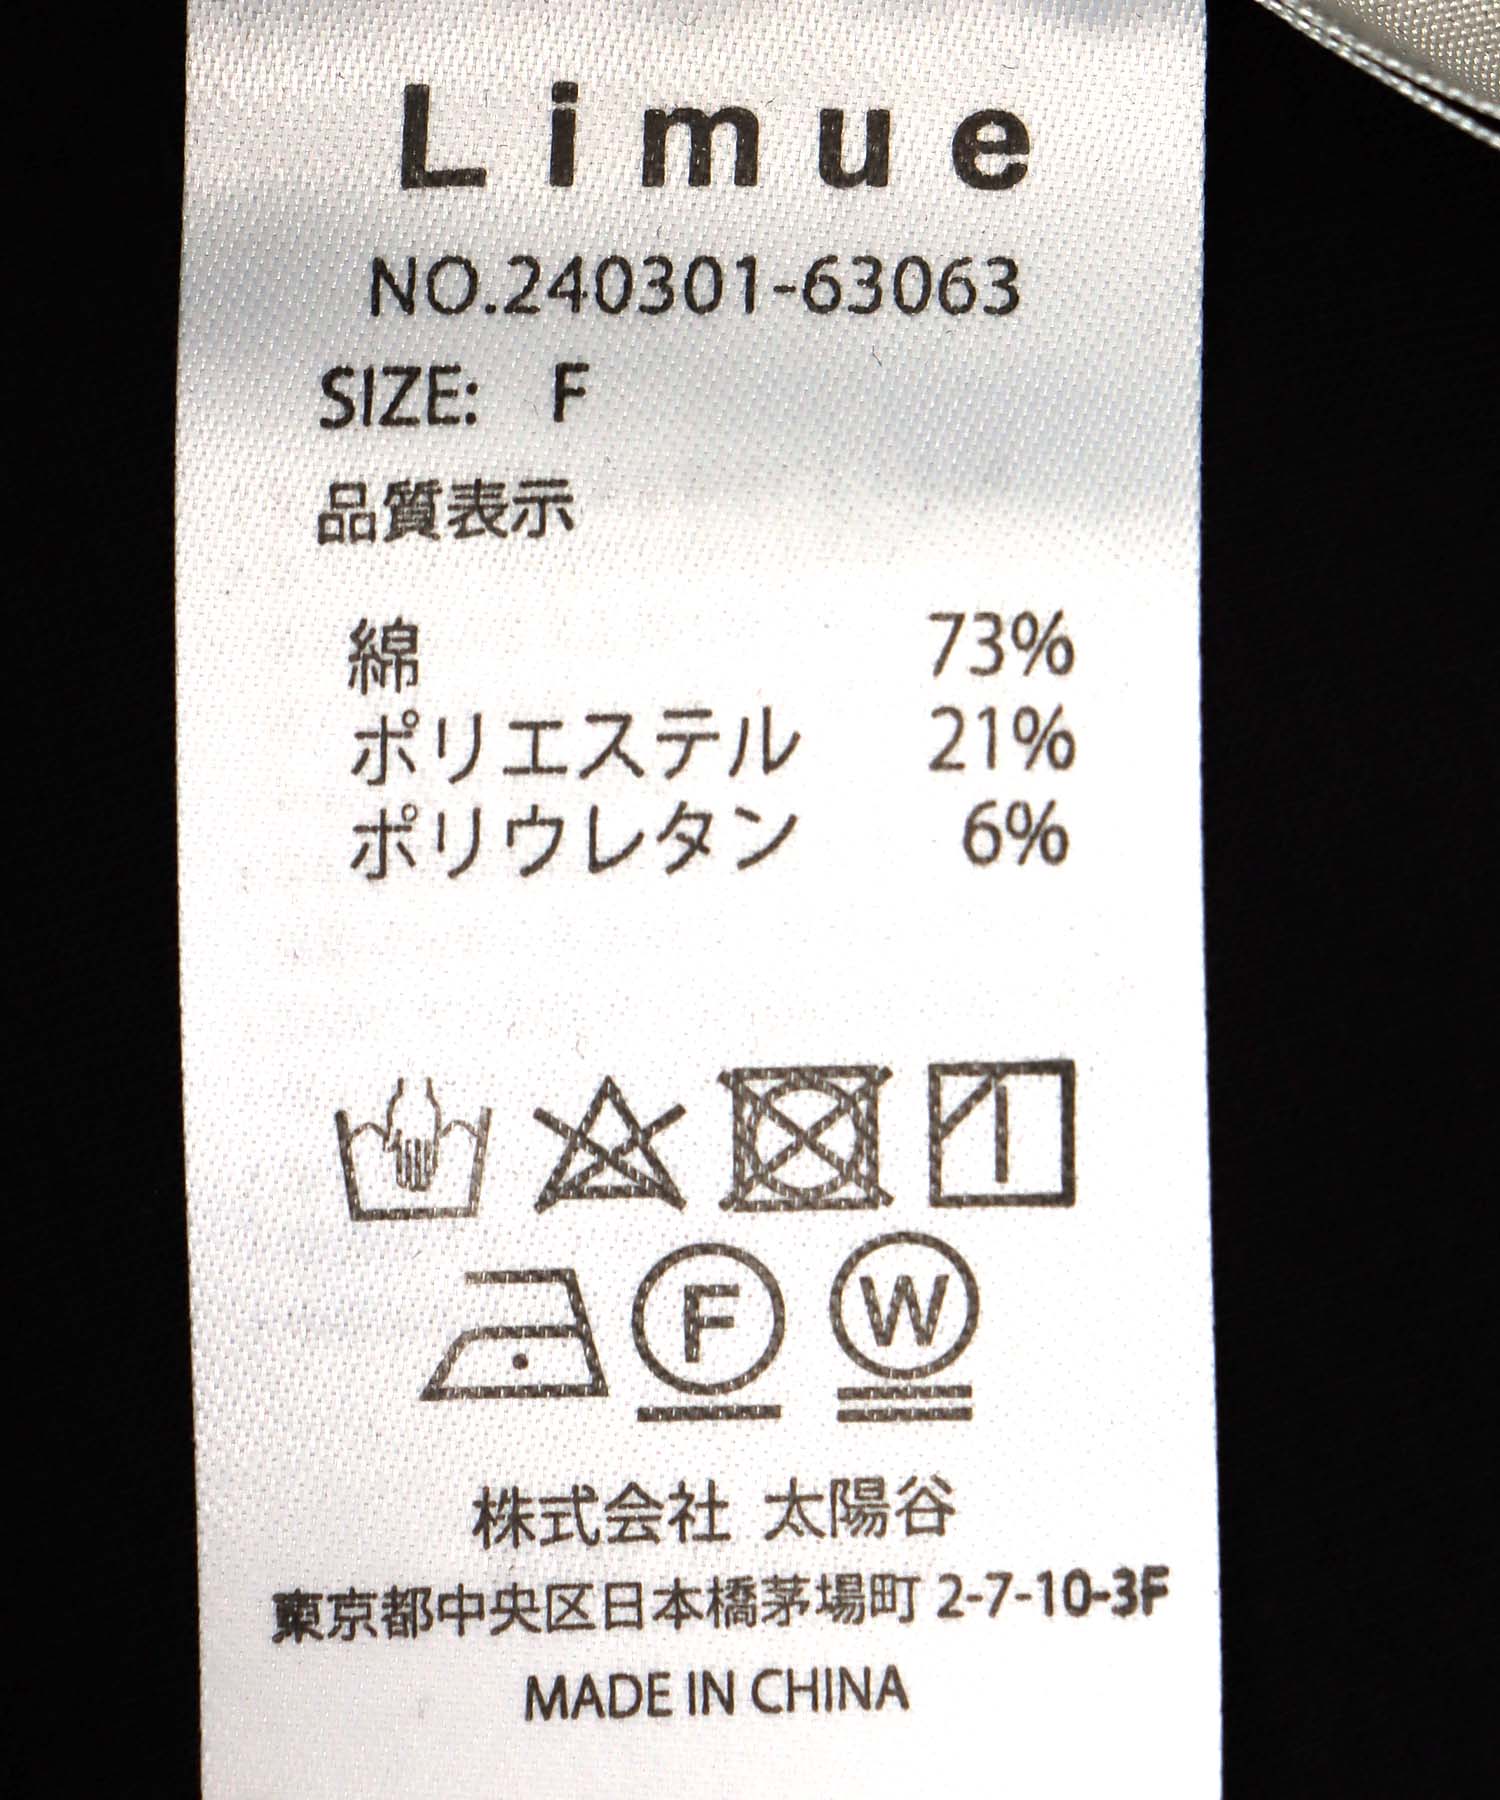 Limue
NO.240301-63063
SIZE: F
品質表示
綿 73%
ポリエステル 21%
ポリウレタン 6%
F W
株式会社 太陽谷
東京都中央区日本橋茅場町 2-7-10-3F
MADE IN CHINA